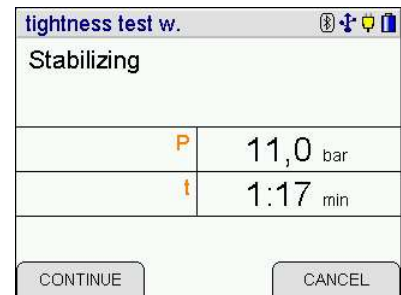 tightness test w.
Stabilizing
P 11,0 bar
t 1:17 min
CONTINUE CANCEL